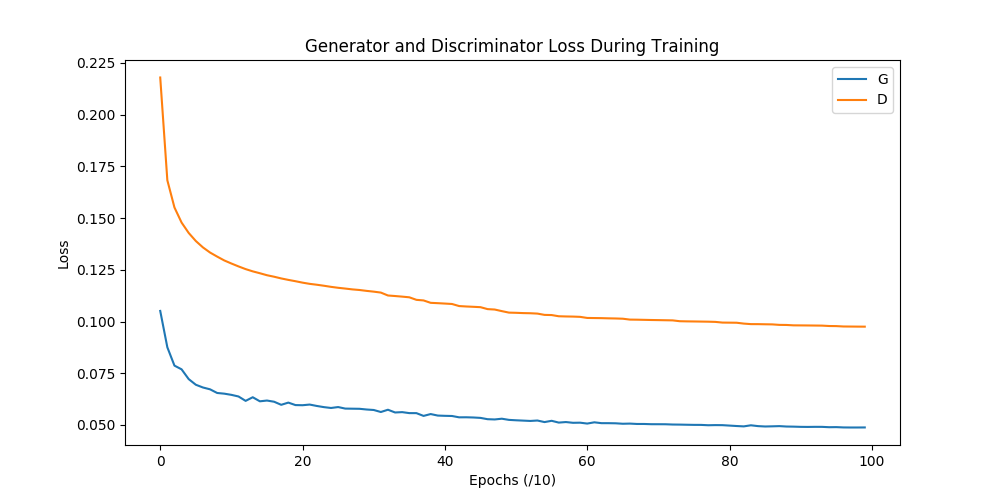 Generator and Discriminator Loss During Training
G
D
0.225
0.200
0.175
0.150
0.125
0.100
0.075
0.050
Loss
0 20 40 60 80 100
Epochs (/10)